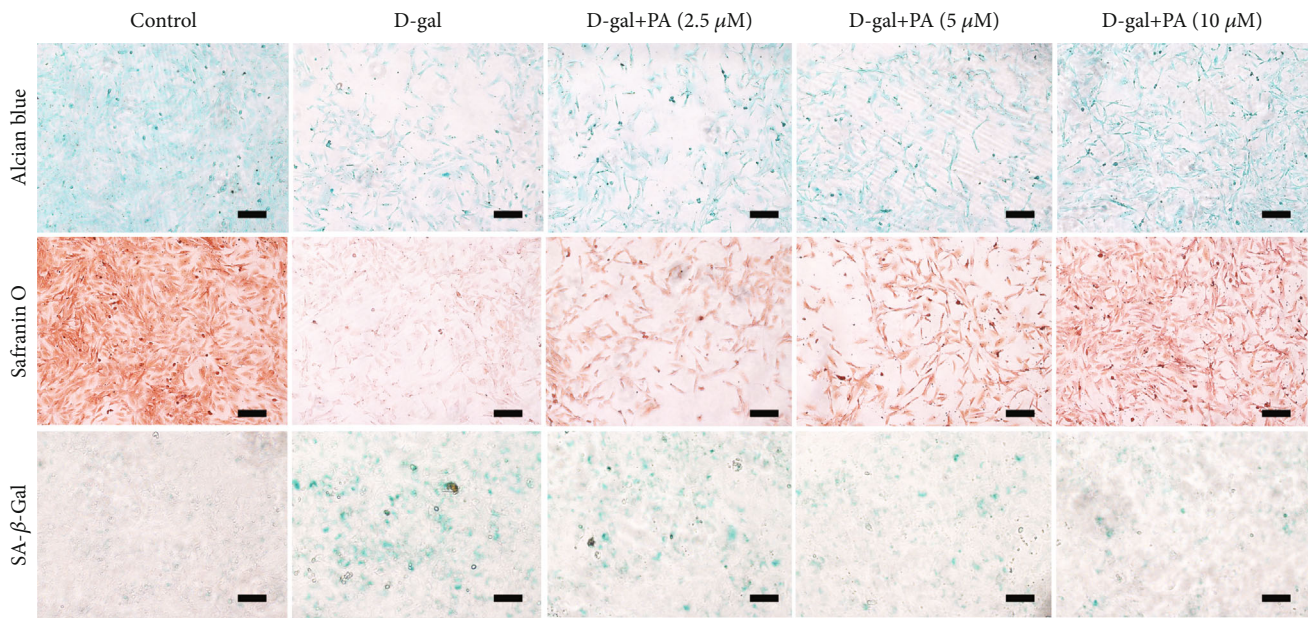 Control
D-gal
D-gal+PA (2.5 μM)
D-gal+PA (5 μM)
D-gal+PA (10 μM)
Alcian blue
Safranin O
SA-β-Gal